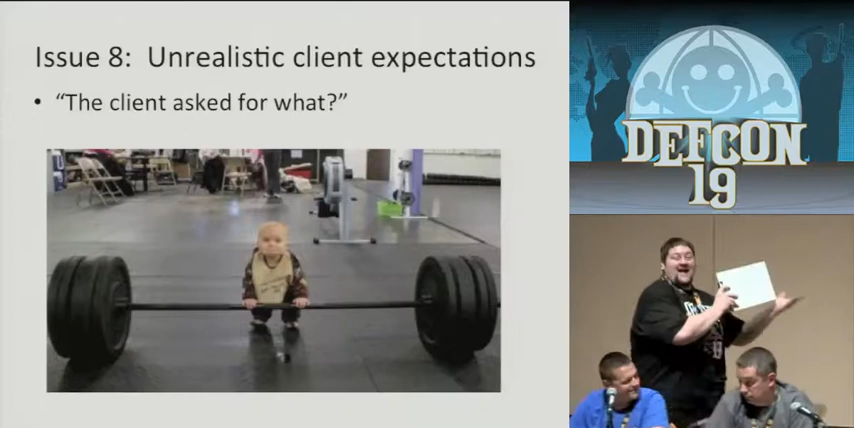 Issue 8: Unrealistic client expectations
• “The client asked for what?”
DEFCON
19